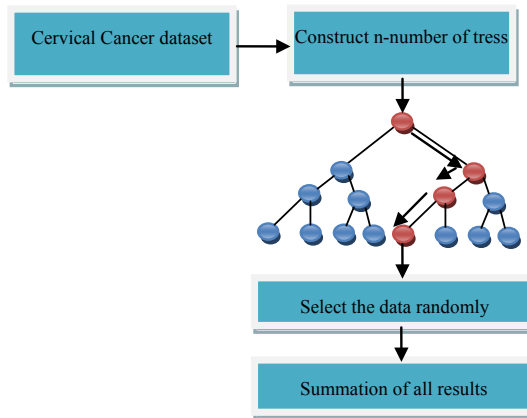 Cervical Cancer dataset
Construct n-number of tress
Select the data randomly
Summation of all results